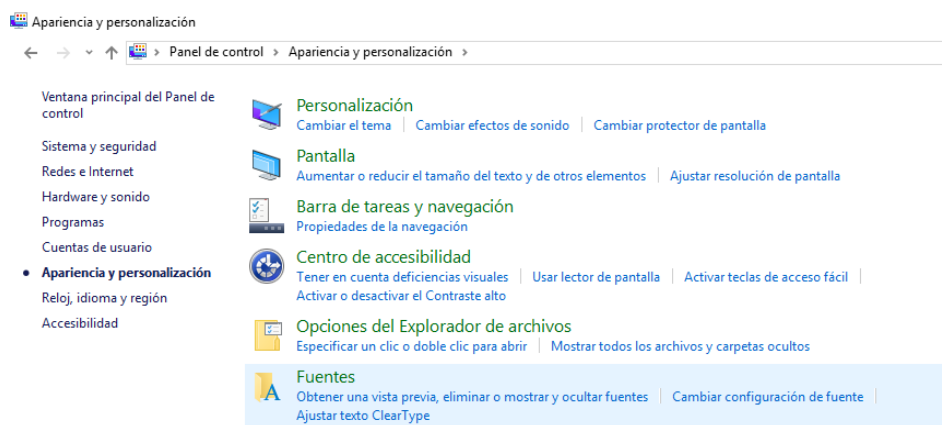 Apariencia y personalización
Panel de control > Apariencia y personalización >
Ventana principal del Panel de
control
Sistema y seguridad
Redes e Internet
Hardware y sonido
Programas
Cuentas de usuario
Apariencia y personalización
Reloj, idioma y región
Accesibilidad
Personalización
Cambiar el tema | Cambiar efectos de sonido | Cambiar protector de pantalla
Pantalla
Aumentar o reducir el tamaño del texto y de otros elementos | Ajustar resolución de pantalla
Barra de tareas y navegación
Propiedades de la navegación
Centro de accesibilidad
Tener en cuenta deficiencias visuales | Usar lector de pantalla | Activar teclas de acceso fácil |
Activar o desactivar el Contraste alto
Opciones del Explorador de archivos
Especificar un clic o doble clic para abrir | Mostrar todos los archivos y carpetas ocultos
Fuentes
Obtener una vista previa, eliminar o mostrar y ocultar fuentes | Cambiar configuración de fuente |
Ajustar texto ClearType